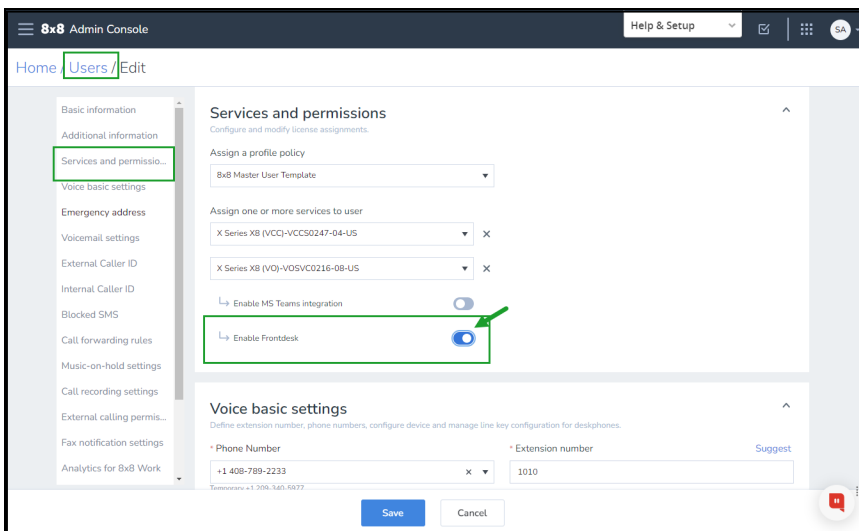 8x8 Admin Console
Help & Setup
SA
Home / Users / Edit
Basic information
Additional information
Services and permissio...
Voice basic settings
Emergency address
Voicemail settings
External Caller ID
Internal Caller ID
Blocked SMS
Call forwarding rules
Music-on-hold settings
Call recording settings
External calling permis...
Fax notification settings
Analytics for 8x8 Work
Services and permissions
Configure and modify license assignments.
Assign a profile policy
8x8 Master User Template
Assign one or more services to user
X Series X8 (VCC)-VCCS0247-04-US
X Series X8 (VO)-VOSVC0216-08-US
Enable MS Teams integration
Enable Frontdesk
Voice basic settings
Define extension number, phone numbers, configure device and manage line key configuration for deskphones.
* Phone Number
+1 408-789-2233
Temporary +1 209-340-5977
* Extension number
Suggest
1010
Save
Cancel